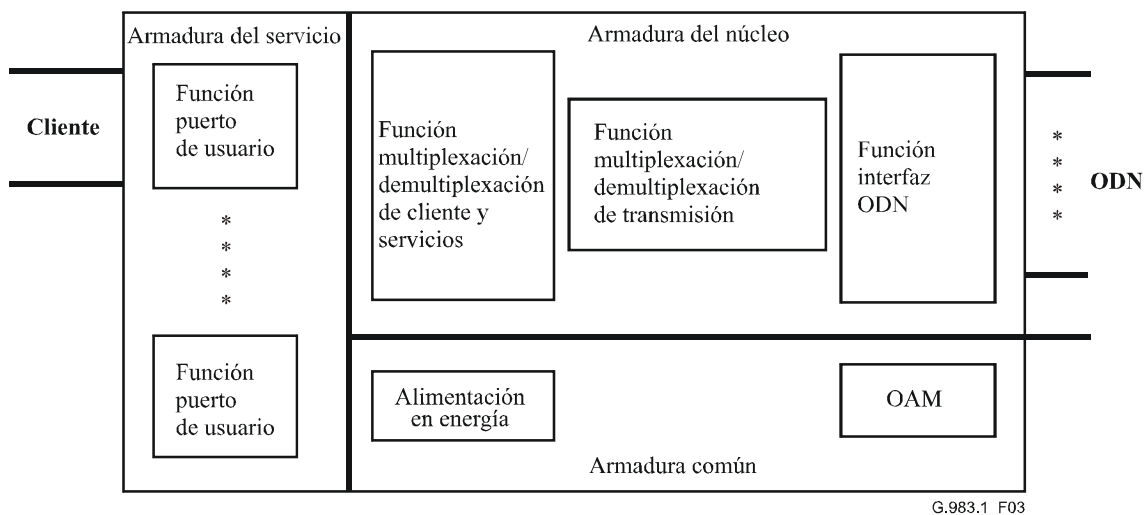 Armadura del servicio
Armadura del núcleo
Cliente
Función
puerto
de usuario
*
*
*
*
Función
puerto
de usuario
Función
multiplexación/
demultiplexación
de cliente y
servicios
Función
multiplexación/
demultiplexación
de transmisión
Función
interfaz
ODN
*
*
*
*
ODN
Alimentación
en energía
OAM
Armadura común
G.983.1 F03